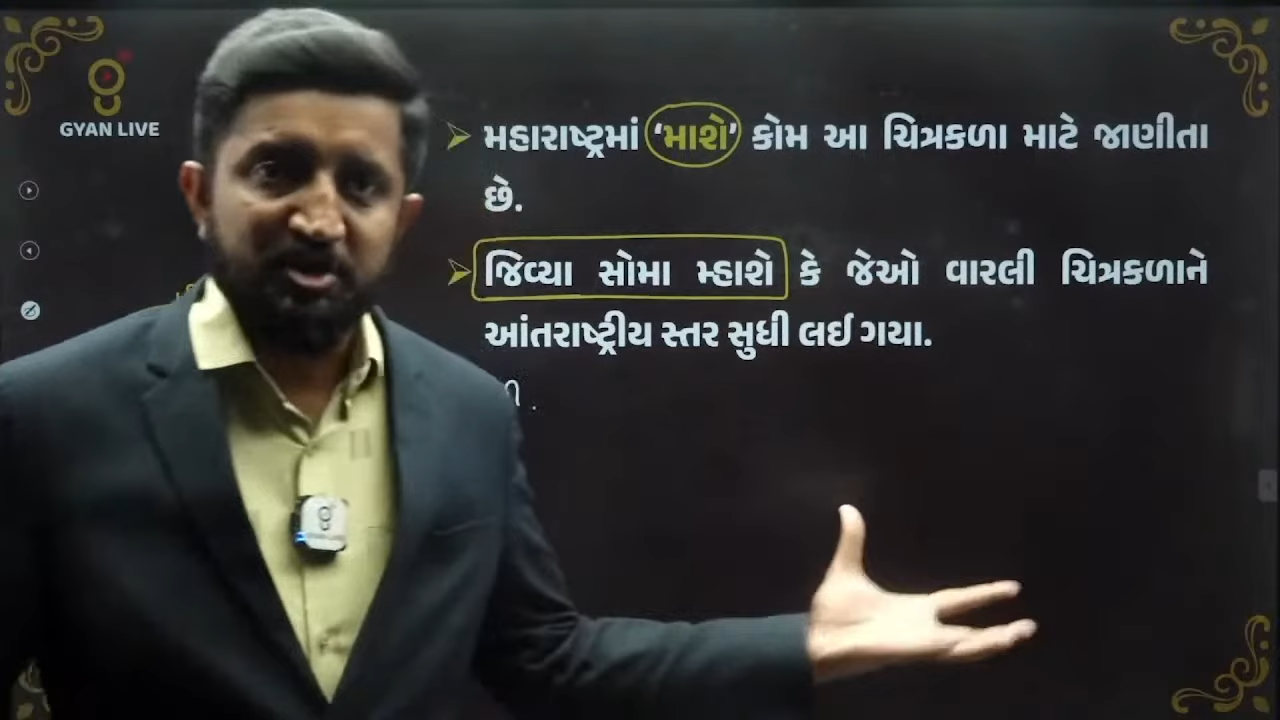 GYAN LIVE
મહારાષ્ટ્રમાં ‘માશે’ કોમ આ ચિત્રકળા માટે જાણીતા
છે.
જિવ્યા સોમા મ્હાશે કે જેઓ વારલી ચિત્રકળાને
આંતરાષ્ટ્રીય સ્તર સુધી લઈ ગયા.